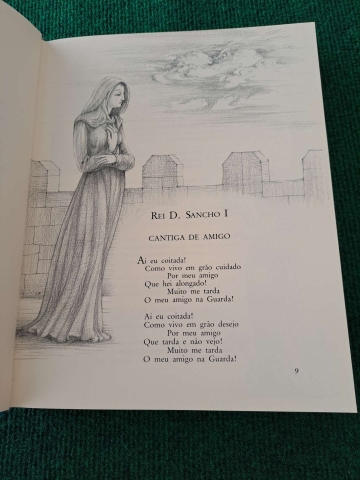 REI D. SANCHO I
CANTIGA DE AMIGO
Ai eu coitada!
Como vivo em grão cuidado
Por meu amigo
Que hei alongado!
Muito me tarda
O meu amigo na Guarda!
Ai eu coitada!
Como vivo em grão desejo
Por meu amigo
Que tarda e não vejo!
Muito me tarda
O meu amigo na Guarda!
9